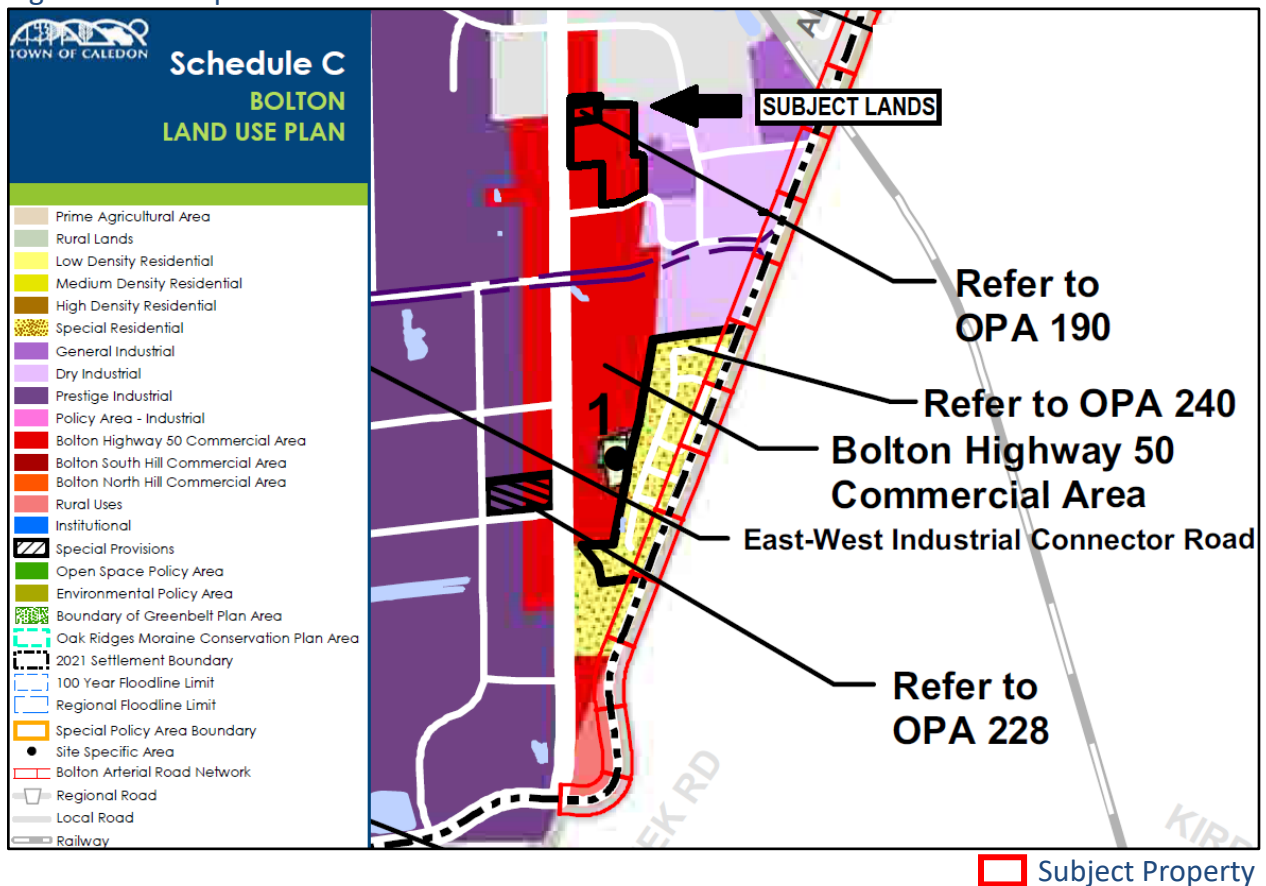 TOWN OF CALEDON
Schedule C
BOLTON
LAND USE PLAN
Prime Agricultural Area
Rural Lands
Low Density Residential
Medium Density Residential
High Density Residential
Special Residential
General Industrial
Dry Industrial
Prestige Industrial
Policy Area - Industrial
Bolton Highway 50 Commercial Area
Bolton South Hill Commercial Area
Bolton North Hill Commercial Area
Rural Uses
Institutional
Special Provisions
Open Space Policy Area
Environmental Policy Area
Boundary of Greenbelt Plan Area
Oak Ridges Moraine Conservation Plan Area
2021 Settlement Boundary
100 Year Floodline Limit
Regional Floodline Limit
Special Policy Area Boundary
Site Specific Area
Bolton Arterial Road Network
Regional Road
Local Road
Railway
SUBJECT LANDS
Refer to
OPA 190
Refer to OPA 240
1
Bolton Highway 50
Commercial Area
East-West Industrial Connector Road
Refer to
OPA 228
EK RD
KIR
Subject Property